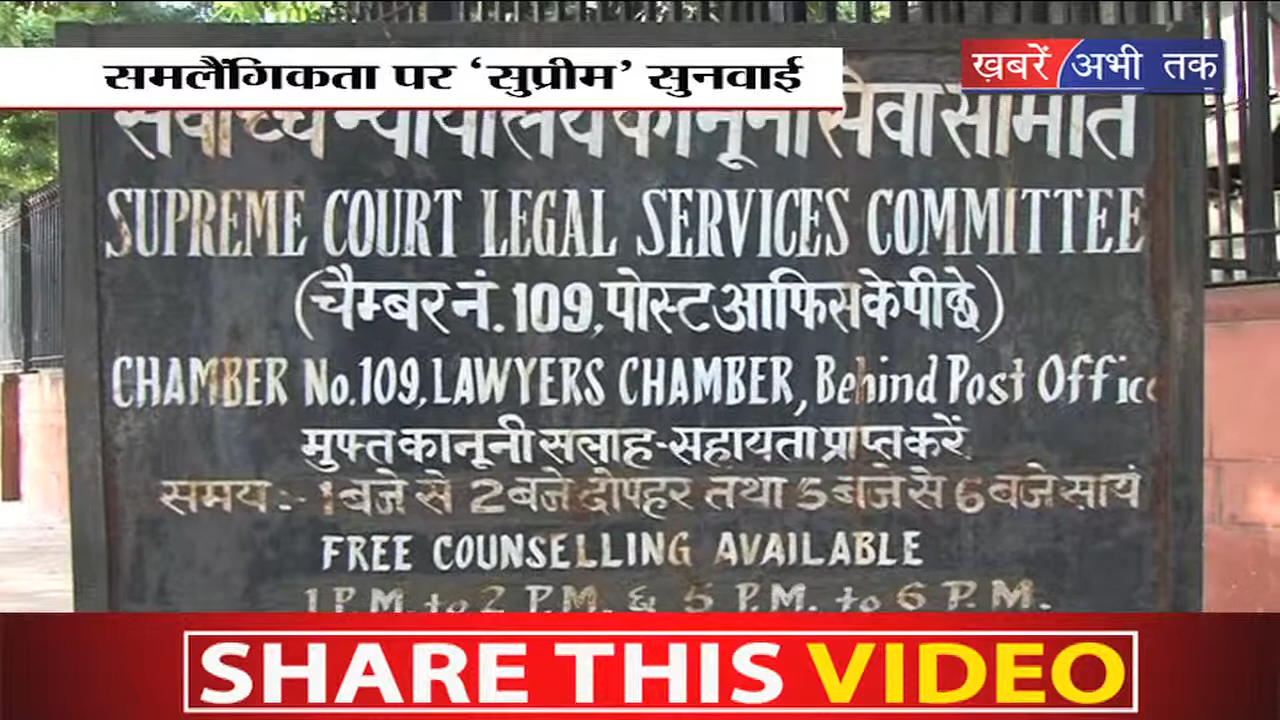 समलैंगिकता पर ‘सुप्रीम’ सुनवाई
ख़बरें अभी तक
सर्वोच्च न्यायालय कानूनी सेवा समिति
SUPREME COURT LEGAL SERVICES COMMITTEE
(चैम्बर नं. 109, पोस्ट आफिस के पीछे)
CHAMBER No. 109, LAWYERS CHAMBER, Behind Post Office
मुफ्त कानूनी सलाह-सहायता प्राप्त करें
समय:- 1 बजे से 2 बजे दोपहर तथा 5 बजे से 6 बजे सायं
FREE COUNSELLING AVAILABLE
1 P.M. to 2 P.M. & 5 P.M. to 6 P.M.
SHARE THIS VIDEO